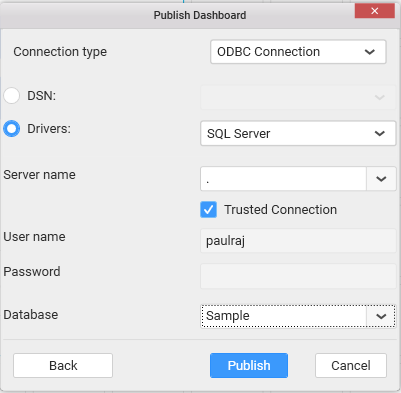 Publish Dashboard
Connection type
ODBC Connection
DSN:
Drivers:
SQL Server
Server name
.
Trusted Connection
User name
paulraj
Password
Database
Sample
Back
Publish
Cancel